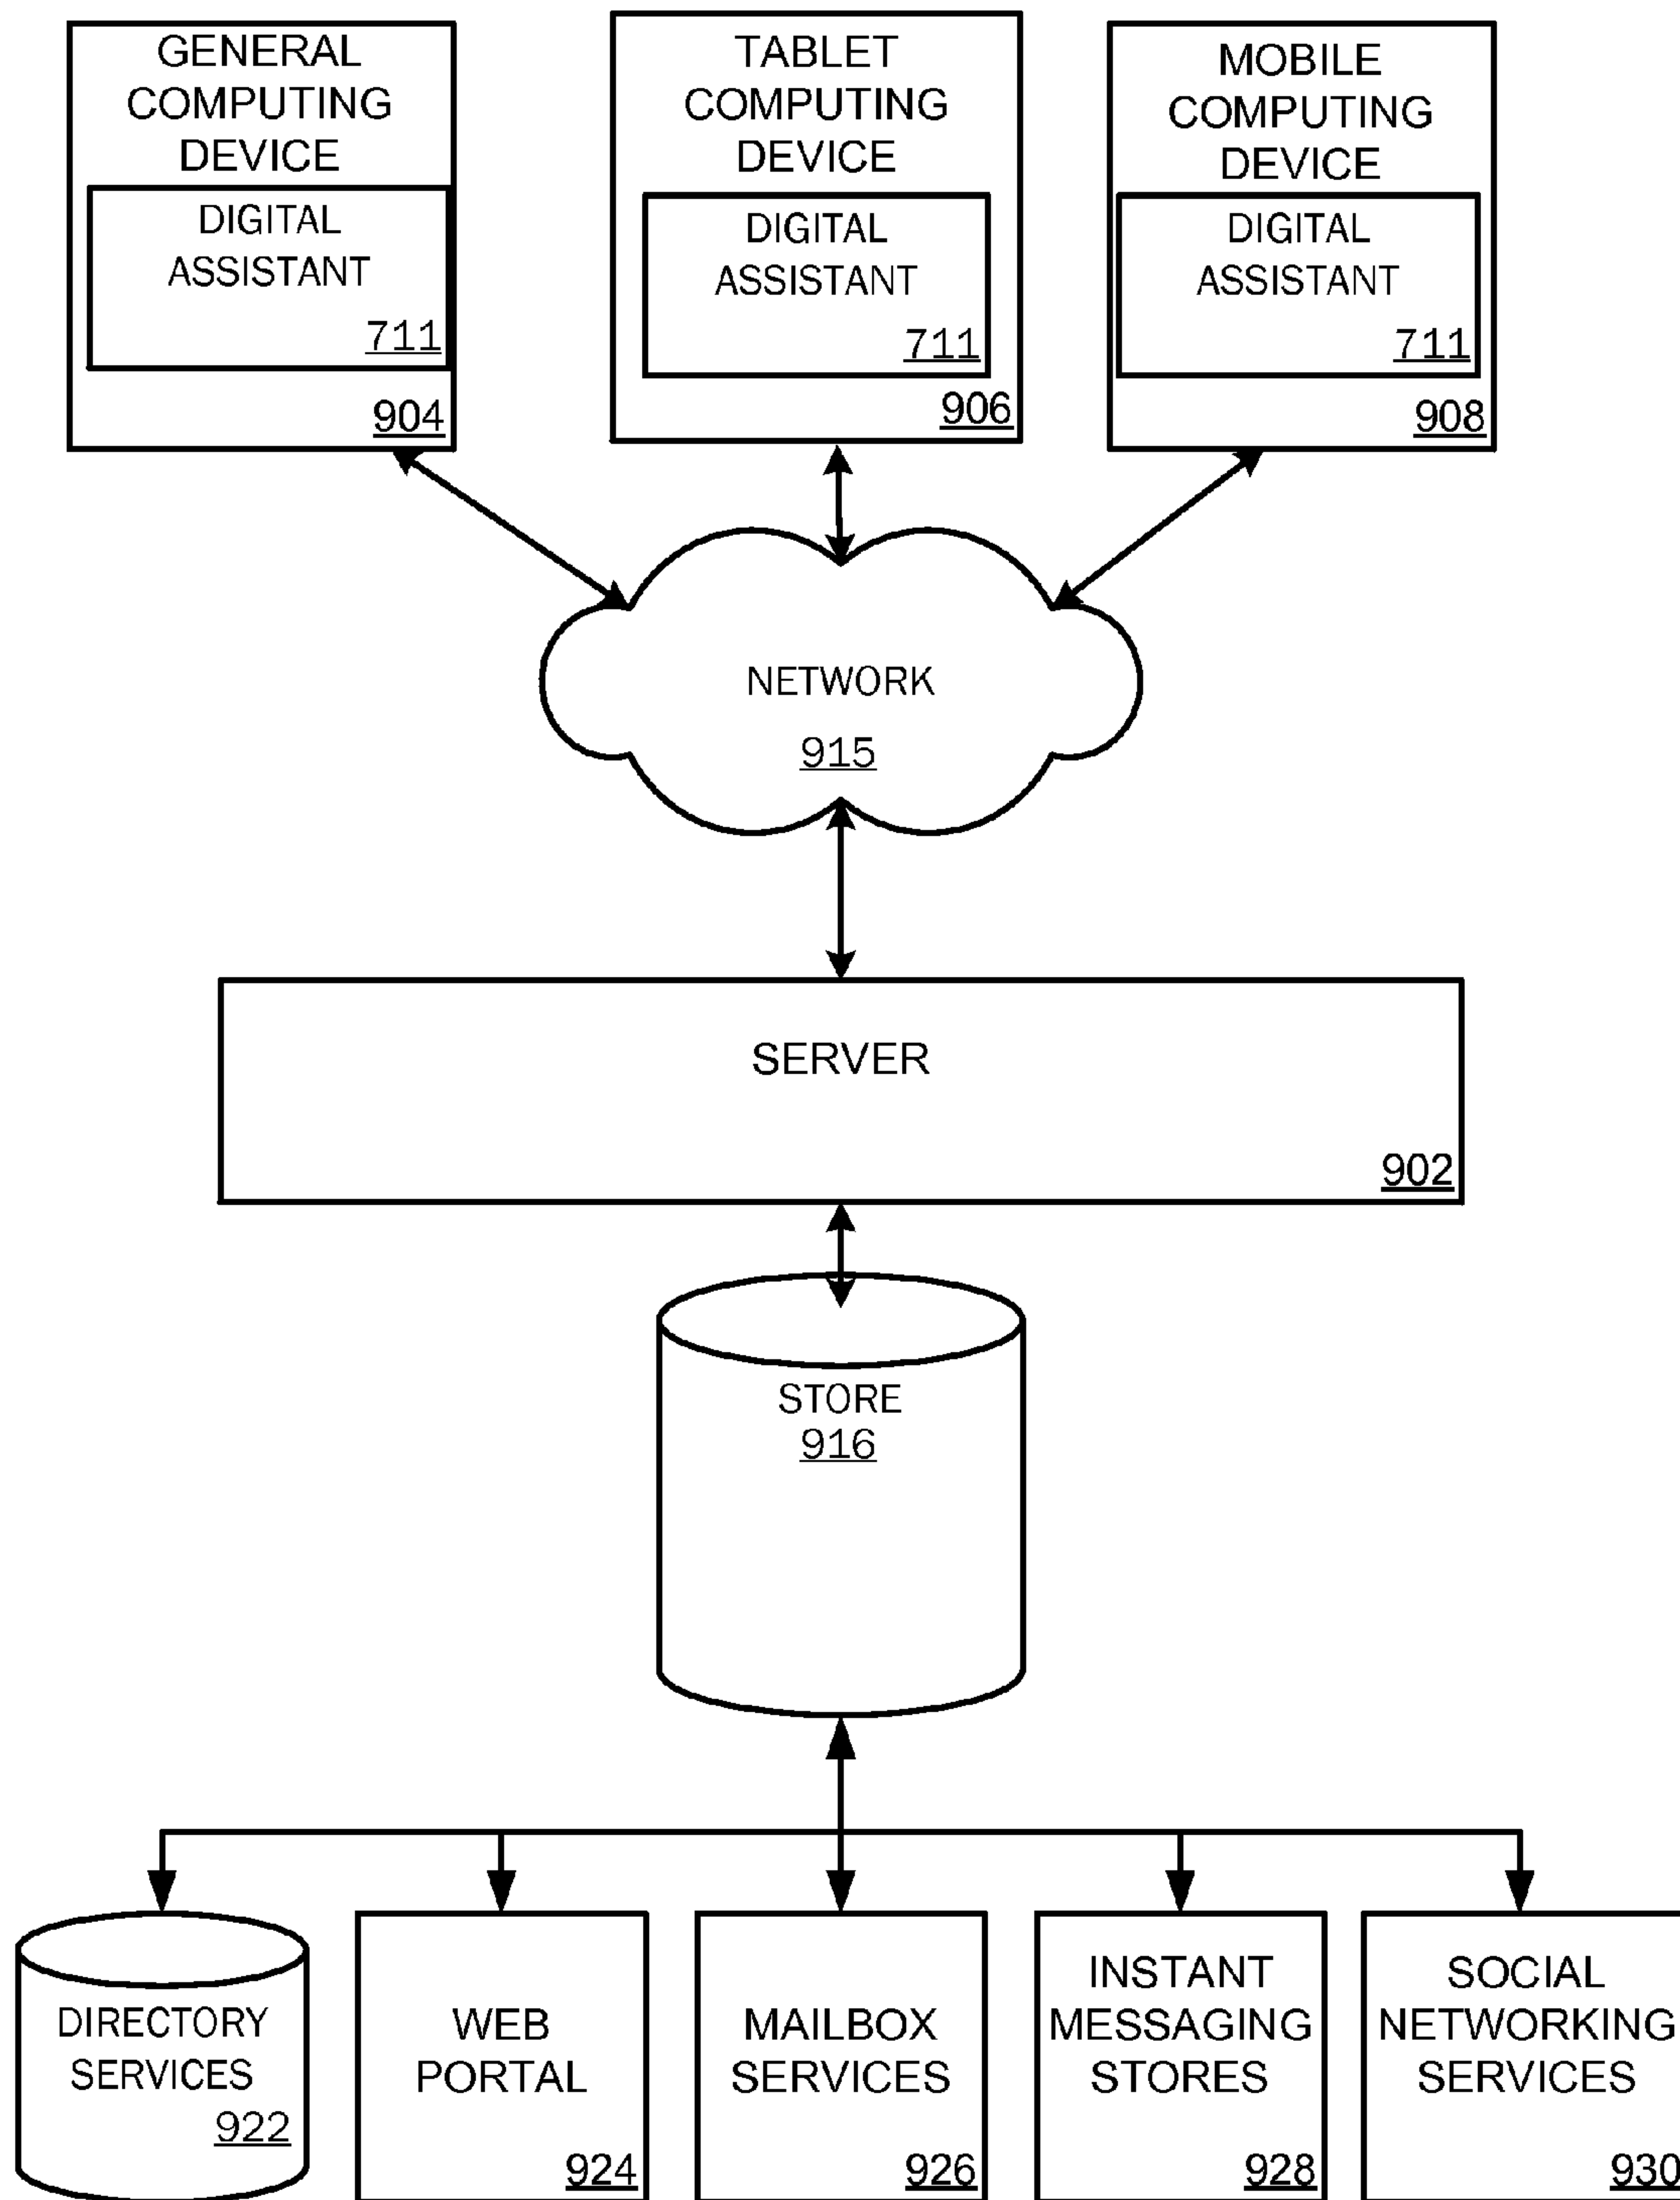 GENERAL
COMPUTING
DEVICE
DIGITAL
ASSISTANT
711
904
TABLET
COMPUTING
DEVICE
DIGITAL
ASSISTANT
711
906
MOBILE
COMPUTING
DEVICE
DIGITAL
ASSISTANT
711
908
NETWORK
915
SERVER
902
STORE
916
DIRECTORY
SERVICES
922
WEB
PORTAL
924
MAILBOX
SERVICES
926
INSTANT
MESSAGING
STORES
928
SOCIAL
NETWORKING
SERVICES
930